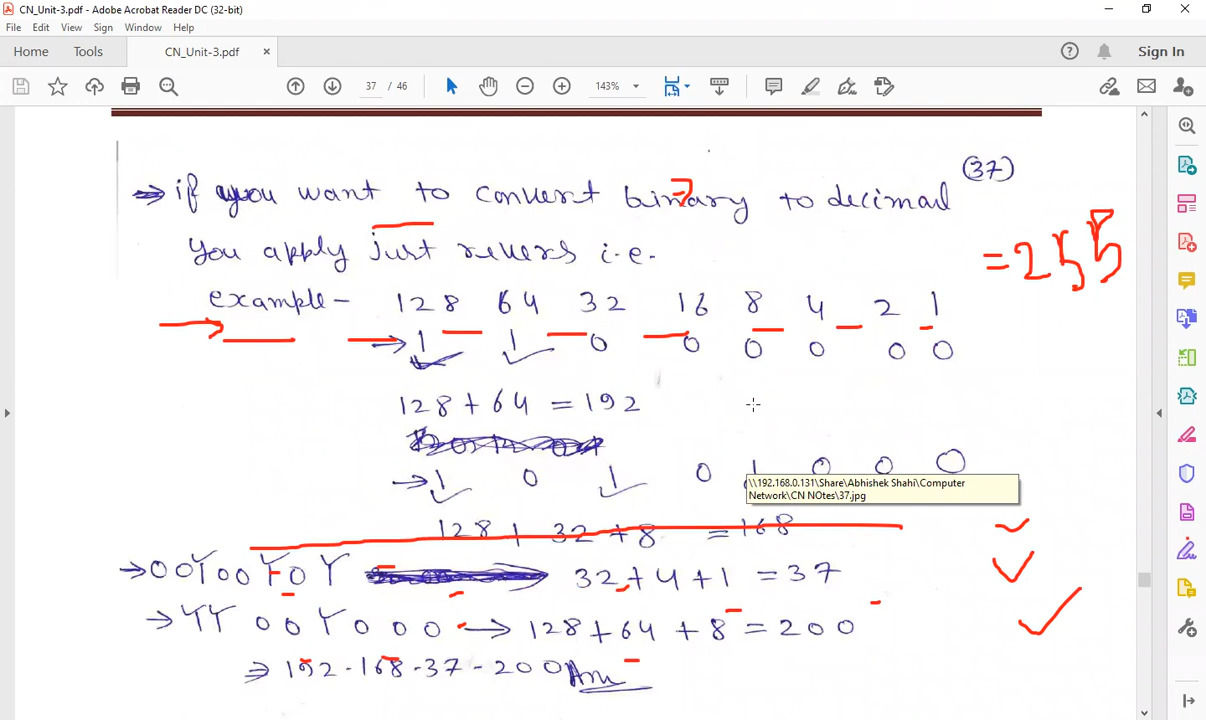 CN_Unit-3.pdf - Adobe Acrobat Reader DC (32-bit)
File Edit View Sign Window Help
Home Tools CN_Unit-3.pdf × Sign In
37 / 46 143%
(37)
→ if you want to convert binary to decimal
You apply just revers i.e.
= 255
example- 128 64 32 16 8 4 2 1
→ 1 1 0 0 0 0 0 0
128 + 64 = 192
→ 1 0 1 0 1 0 0 0
\\192.168.0.131\Share\Abhishek Shahi\Computer
Network\CN NOtes\37.jpg
128 + 32 + 8 = 168
→ 00100101 32 + 4 + 1 = 37
→ 11001000 → 128 + 64 + 8 = 200
⇒ 192.168.37.200 Ans